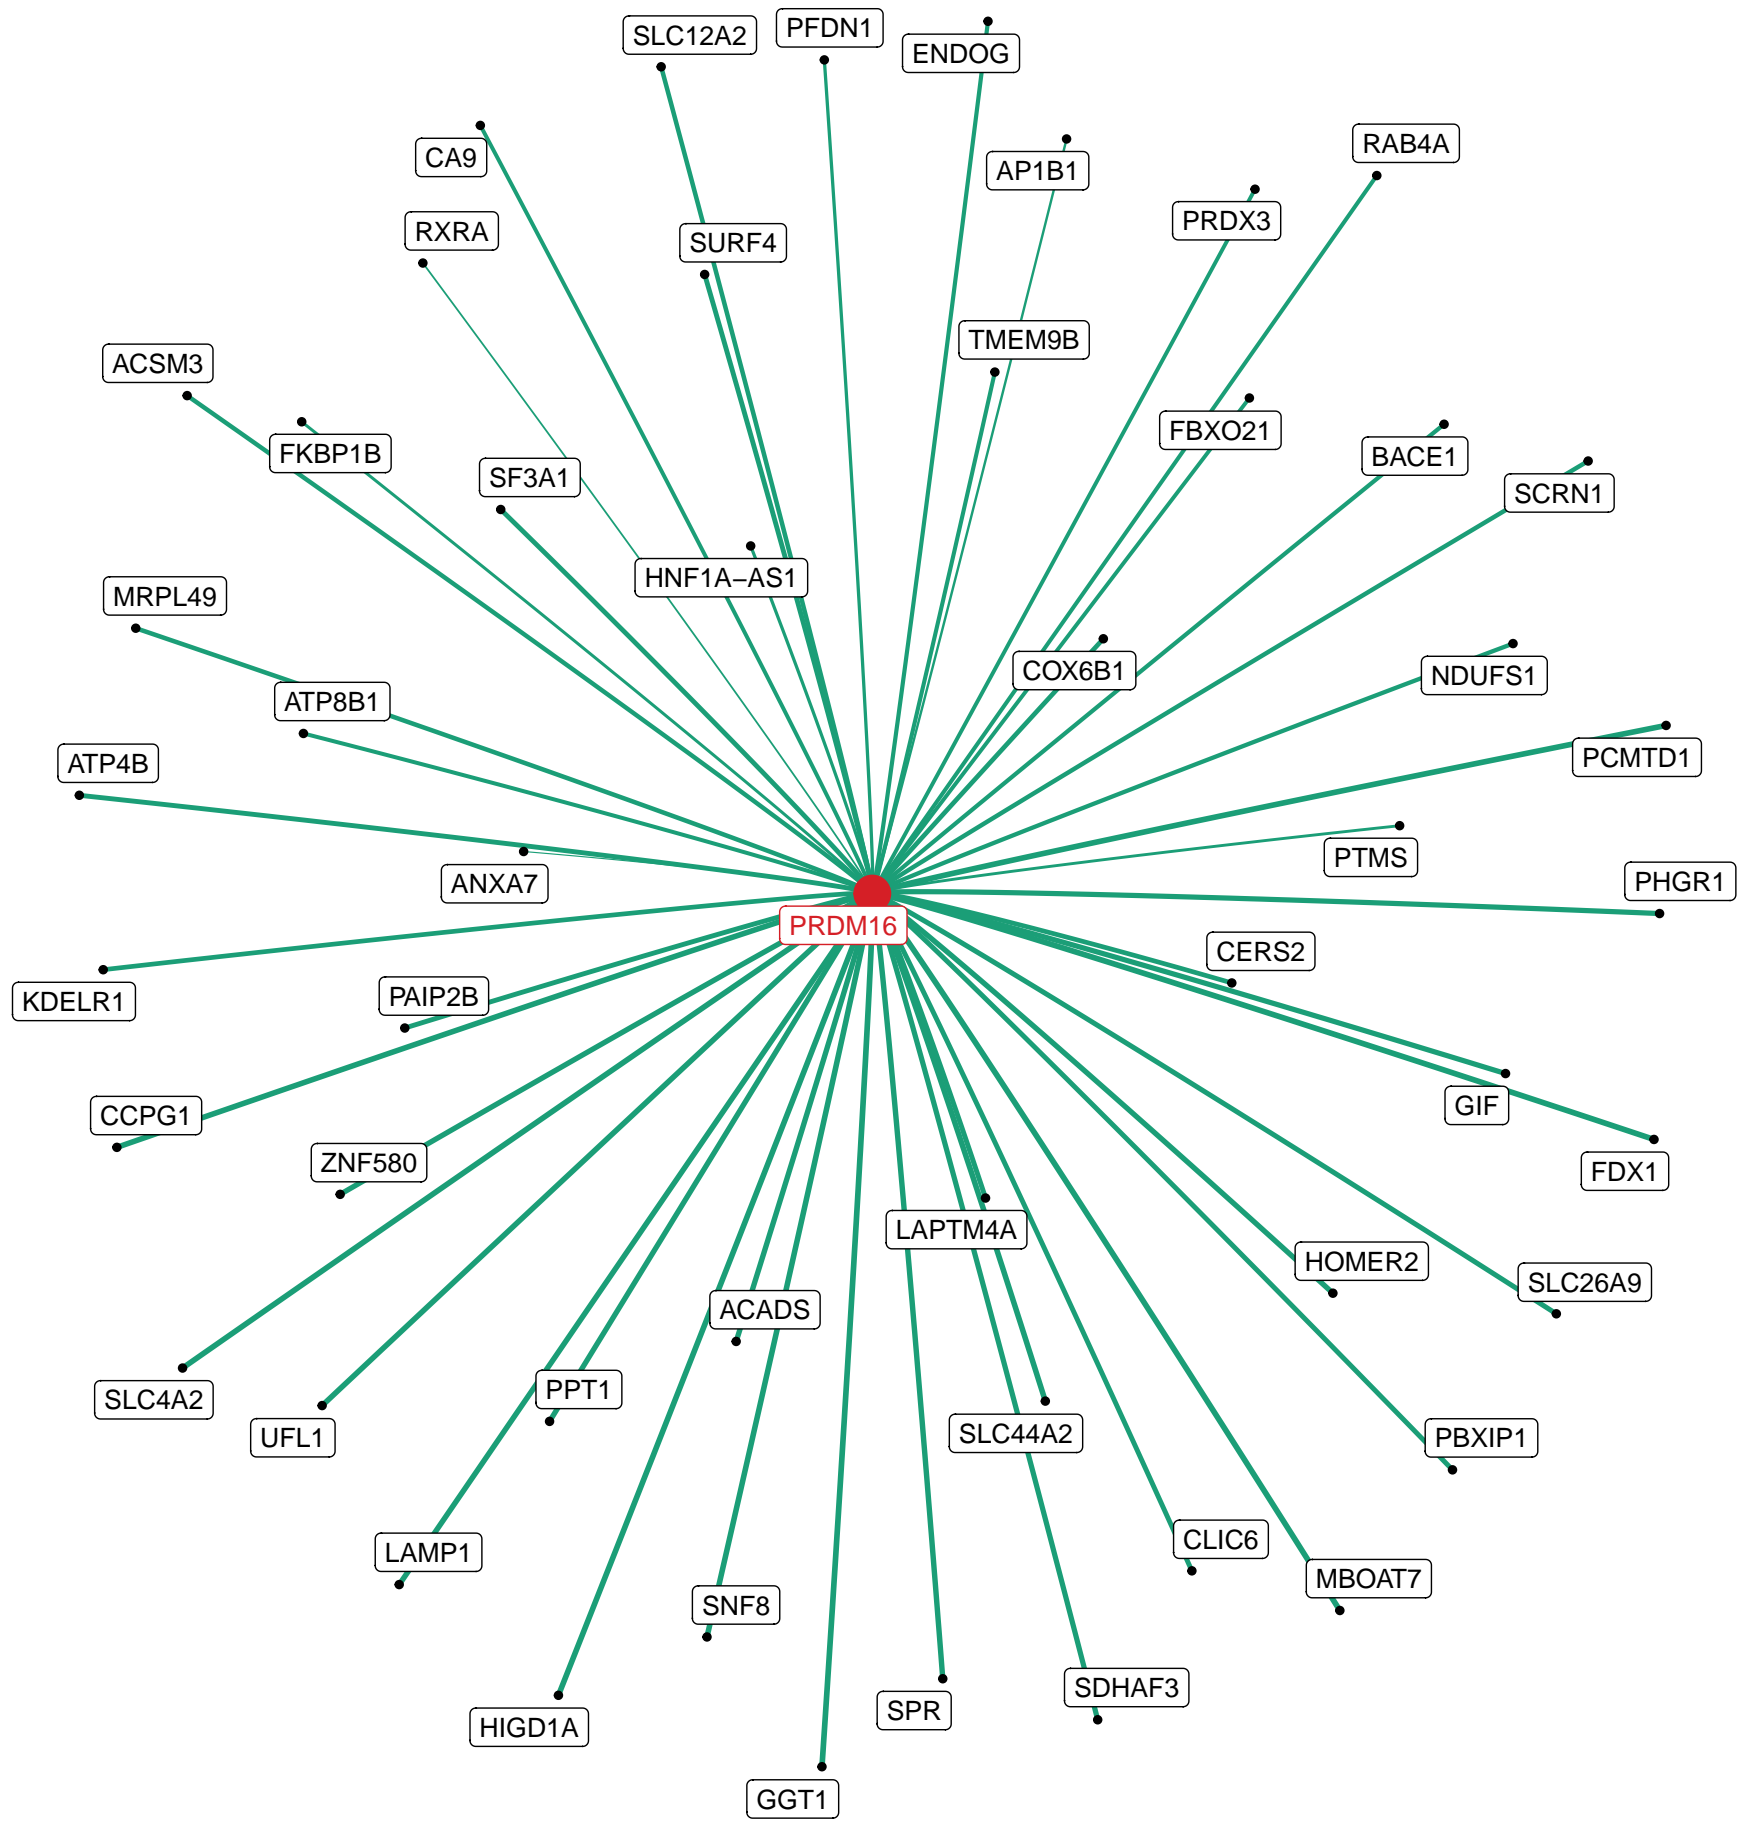 PFDN1
SLC12A2
ENDOG
RAB4A
CA9
AP1B1
PRDX3
RXRA
SURF4
TMEM9B
ACSM3
FBXO21
FKBP1B
BACE1
SF3A1
SCRN1
HNF1A–AS1
MRPL49
COX6B1
NDUFS1
ATP8B1
PCMTD1
ATP4B
PTMS
ANXA7
PHGR1
PRDM16
CERS2
PAIP2B
KDELR1
GIF
CCPG1
ZNF580
FDX1
LAPTM4A
HOMER2
SLC26A9
ACADS
PPT1
SLC4A2
SLC44A2
UFL1
PBXIP1
CLIC6
LAMP1
MBOAT7
SNF8
SDHAF3
SPR
HIGD1A
GGT1